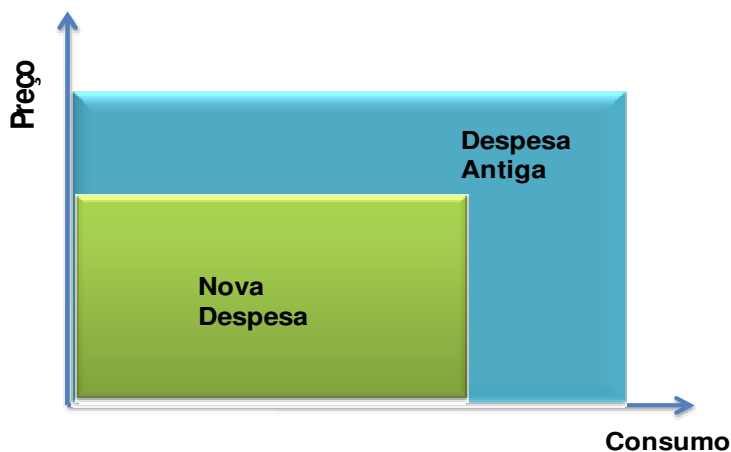 Preço
Despesa
Antiga
Nova
Despesa
Consumo